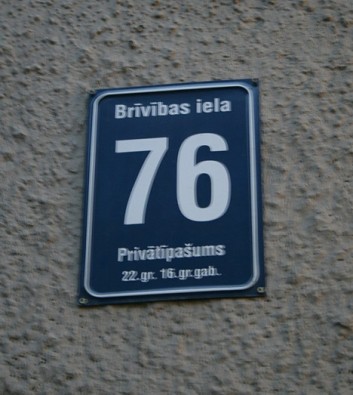 Brīvības iela
76
Privātīpašums
22.gr. 16.gr.gab.